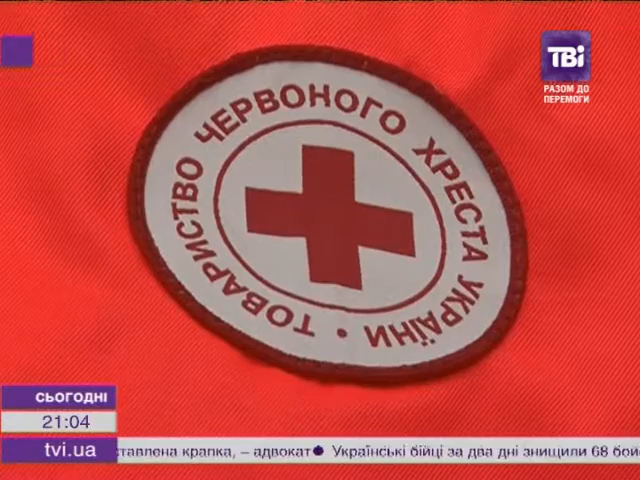 ТВі
РАЗОМ ДО
ПЕРЕМОГИ
ТОВАРИСТВО ЧЕРВОНОГО ХРЕСТА УКРАЇНИ •
СЬОГОДНІ
21:04
tvi.ua
крапка, – адвокат● Українські бійці за два дні знищили 68